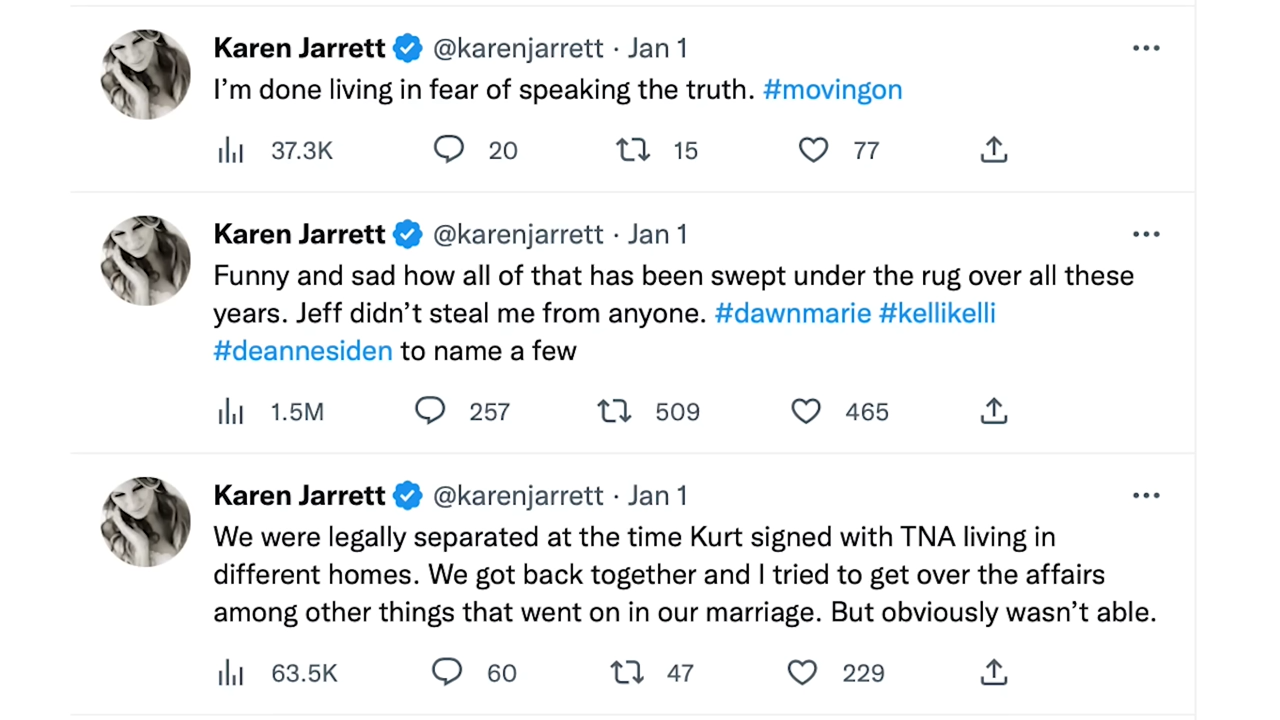 Karen Jarrett @karenjarrett · Jan 1
I’m done living in fear of speaking the truth. #movingon
37.3K 20 15 77
Karen Jarrett @karenjarrett · Jan 1
Funny and sad how all of that has been swept under the rug over all these
years. Jeff didn’t steal me from anyone. #dawnmarie #kellikelli
#deannesiden to name a few
1.5M 257 509 465
Karen Jarrett @karenjarrett · Jan 1
We were legally separated at the time Kurt signed with TNA living in
different homes. We got back together and I tried to get over the affairs
among other things that went on in our marriage. But obviously wasn’t able.
63.5K 60 47 229